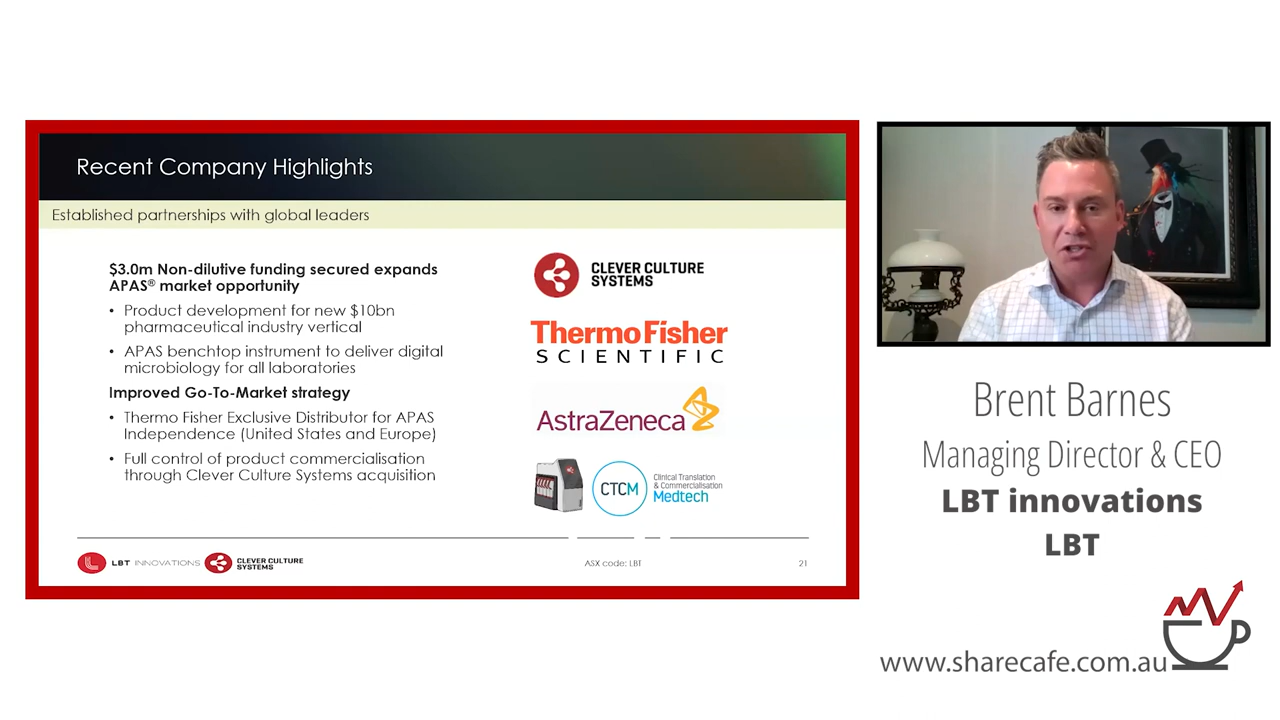 Recent Company Highlights
Established partnerships with global leaders
$3.0m Non-dilutive funding secured expands
APAS® market opportunity
• Product development for new $10bn
pharmaceutical industry vertical
• APAS benchtop instrument to deliver digital
microbiology for all laboratories
Improved Go-To-Market strategy
• Thermo Fisher Exclusive Distributor for APAS
Independence (United States and Europe)
• Full control of product commercialisation
through Clever Culture Systems acquisition
CLEVER CULTURE
SYSTEMS
ThermoFisher
SCIENTIFIC
AstraZeneca
CTCM
Clinical Translation
& Commercialisation
Medtech
LBT INNOVATIONS
CLEVER CULTURE
SYSTEMS
ASX code: LBT
21
Brent Barnes
Managing Director & CEO
LBT innovations
LBT
www.sharecafe.com.au